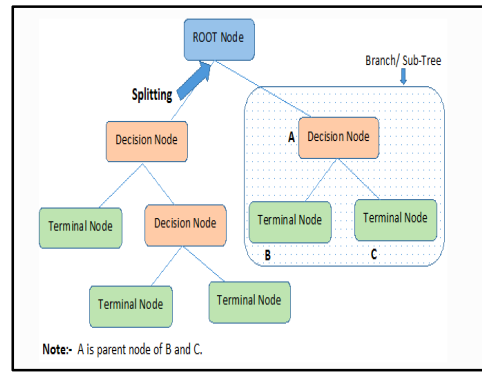 ROOT Node
Branch/ Sub-Tree
Splitting
Decision Node
A
Decision Node
Terminal Node
Decision Node
Terminal Node
Terminal Node
B
C
Terminal Node
Terminal Node
Note:- A is parent node of B and C.